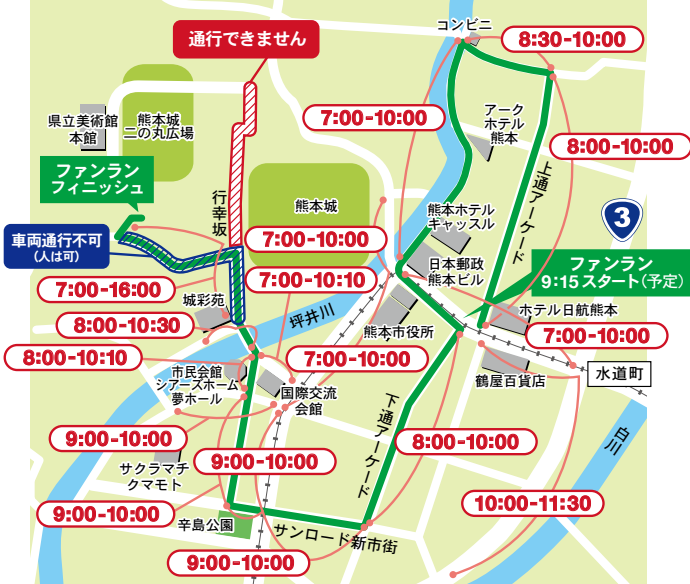 コンビニ
通行できません
8:30-10:00
7:00-10:00
県立美術館
本館
熊本城
二の丸広場
アーク
ホテル
熊本
8:00-10:00
ファンラン
フィニッシュ
行幸坂
熊本城
上通アーケード
3
熊本ホテル
キャッスル
車両通行不可
(人は可)
7:00-10:00
日本郵政
熊本ビル
ファンラン
9:15スタート(予定)
7:00-16:00
7:00-10:10
城彩苑
坪井川
ホテル日航熊本
8:00-10:30
熊本市役所
7:00-10:00
8:00-10:10
7:00-10:00
市民会館
シアーズホーム
夢ホール
国際交流
会館
鶴屋百貨店
水道町
下通アーケード
白川
9:00-10:00
8:00-10:00
サクラマチ
クマモト
9:00-10:00
10:00-11:30
9:00-10:00
辛島公園
サンロード新市街
9:00-10:00